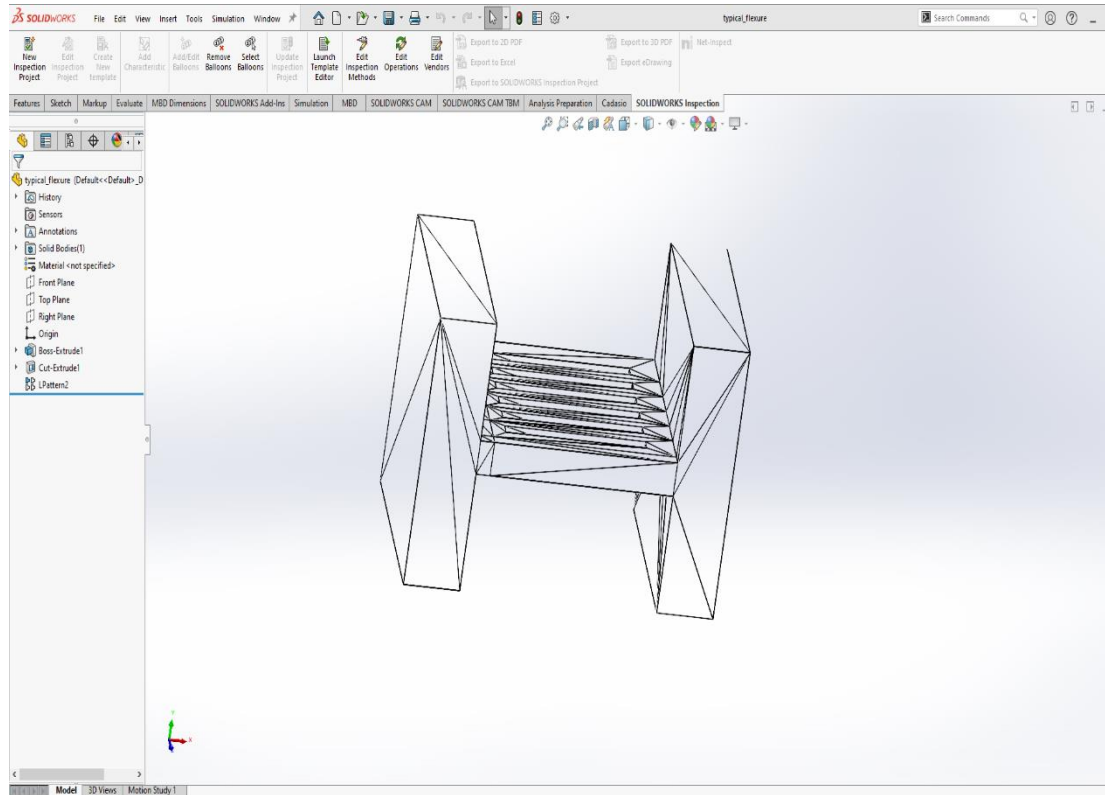 SOLIDWORKS File Edit View Insert Tools Simulation Window typical_flexure Search Commands
New Inspection Project Edit Inspection Project Create New template Add Characteristic Add/Edit Balloons Remove Balloons Select Balloons Update Inspection Project Launch Template Editor Edit Inspection Methods Edit Operations Edit Vendors Export to 2D PDF Export to 3D PDF Net-Inspect
Export to Excel Export eDrawing
Export to SOLIDWORKS Inspection Project
Features Sketch Markup Evaluate MBD Dimensions SOLIDWORKS Add-Ins Simulation MBD SOLIDWORKS CAM SOLIDWORKS CAM TBM Analysis Preparation Cadasio SOLIDWORKS Inspection
typical_flexure (Default<<Default>_D
History
Sensors
Annotations
Solid Bodies(1)
Material <not specified>
Front Plane
Top Plane
Right Plane
Origin
Boss-Extrude1
Cut-Extrude1
LPattern2
Model 3D Views Motion Study 1